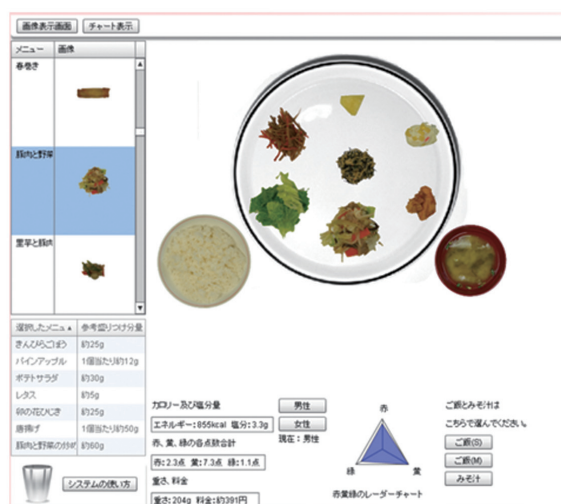 画像表示画面 チャート表示
メニュー 画像
春巻き
豚肉と野菜
里芋と豚肉
選択したメニュー▲ 参考盛りつけ分量
きんぴらごぼう 約25g
パインアップル 1個当たり約12g
ポテトサラダ 約30g
レタス 約5g
卯の花ひじき 約25g
唐揚げ 1個当たり約50g
豚肉と野菜の炒め 約60g
システムの使い方
カロリー及び塩分量
エネルギー:855kcal 塩分:3.3g
赤、黄、緑の各点数合計
赤:2.3点 黄:7.3点 緑:1.1点
重さ、料金
重さ:204g 料金:約391円
男性
女性
現在:男性
赤
緑 黄
赤黄緑のレーダーチャート
ご飯とみそ汁は
こちらで選んでください。
ご飯(S)
ご飯(M)
みそ汁